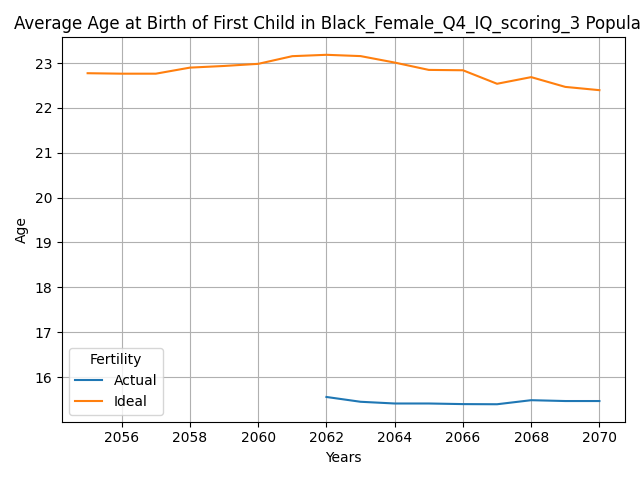 Average Age at Birth of First Child in Black_Female_Q4_IQ_scoring_3 Popula
23
22
21
20
19
18
17
16
Age
Fertility
Actual
Ideal
2056 2058 2060 2062 2064 2066 2068 2070
Years